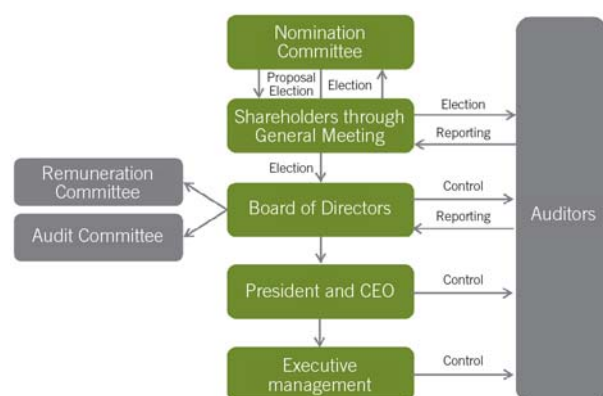 Nomination
Committee
Proposal
Election
Election
Shareholders through
General Meeting
Election
Reporting
Election
Remuneration
Committee
Audit Committee
Board of Directors
Control
Reporting
Auditors
President and CEO
Control
Executive
management
Control